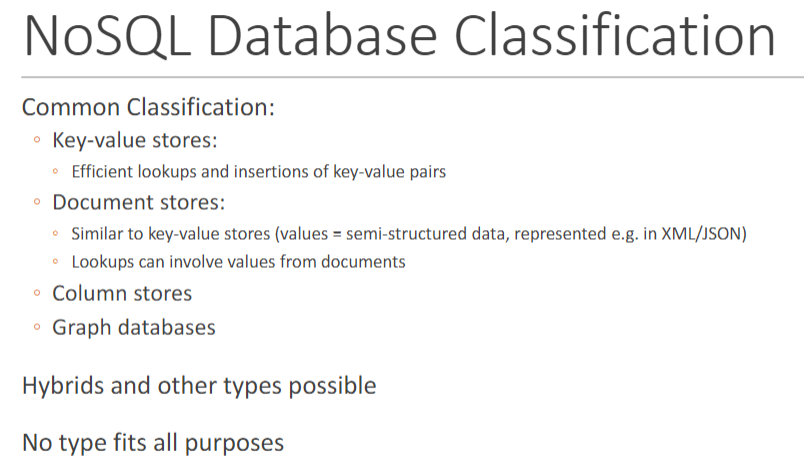 NoSQL Database Classification
Common Classification:
◦ Key-value stores:
◦ Efficient lookups and insertions of key-value pairs
◦ Document stores:
◦ Similar to key-value stores (values = semi-structured data, represented e.g. in XML/JSON)
◦ Lookups can involve values from documents
◦ Column stores
◦ Graph databases
Hybrids and other types possible
No type fits all purposes